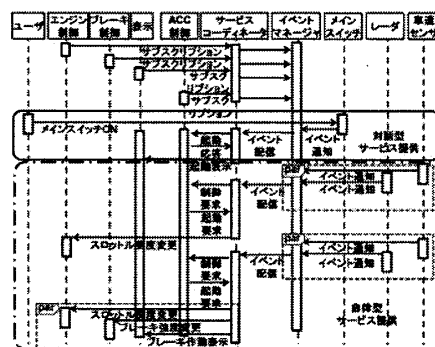 ユーザ
エンジン
制御
ブレーキ
制御
表示
ACC
制御
サービス
コーディネータ
イベント
マネージャ
メイン
スイッチ
レーダ
車速
センサ
サブスクリプション
サブスクリプション
サブスク
リプション
サブスク
リプション
メインスイッチON
起動
イベント
配信
イベント
通知
対話型
サービス提供
起動表示
par
イベント通知
イベント通知
制御
要求
イベント
配信
起動
要求
スロットル開度変更
par
イベント通知
イベント通知
制御
要求
イベント
配信
起動
要求
par
スロットル開度変更
ブレーキ強度変更
ブレーキ作動表示
自律型
サービス提供